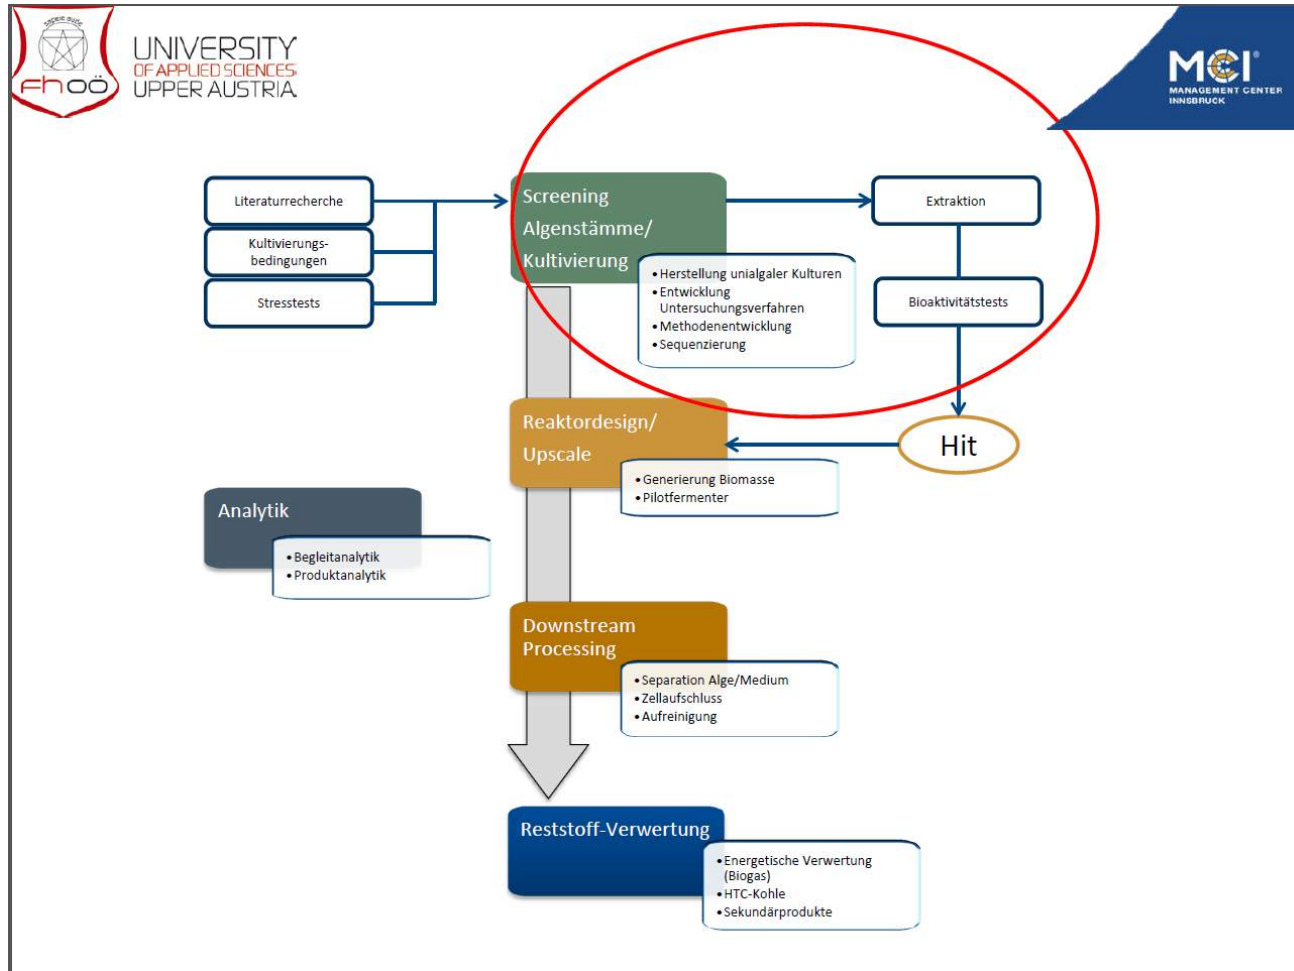 sapere aude
fhoö
UNIVERSITY
OF APPLIED SCIENCES
UPPER AUSTRIA
MCI®
MANAGEMENT CENTER
INNSBRUCK
Literaturrecherche
Kultivierungs-
bedingungen
Stresstests
Screening
Algenstämme/
Kultivierung
• Herstellung unialgaler Kulturen
• Entwicklung
Untersuchungsverfahren
• Methodenentwicklung
• Sequenzierung
Extraktion
Bioaktivitätstests
Hit
Reaktordesign/
Upscale
• Generierung Biomasse
• Pilotfermenter
Analytik
• Begleitanalytik
• Produktanalytik
Downstream
Processing
• Separation Alge/Medium
• Zellaufschluss
• Aufreinigung
Reststoff-Verwertung
• Energetische Verwertung
(Biogas)
• HTC-Kohle
• Sekundärprodukte